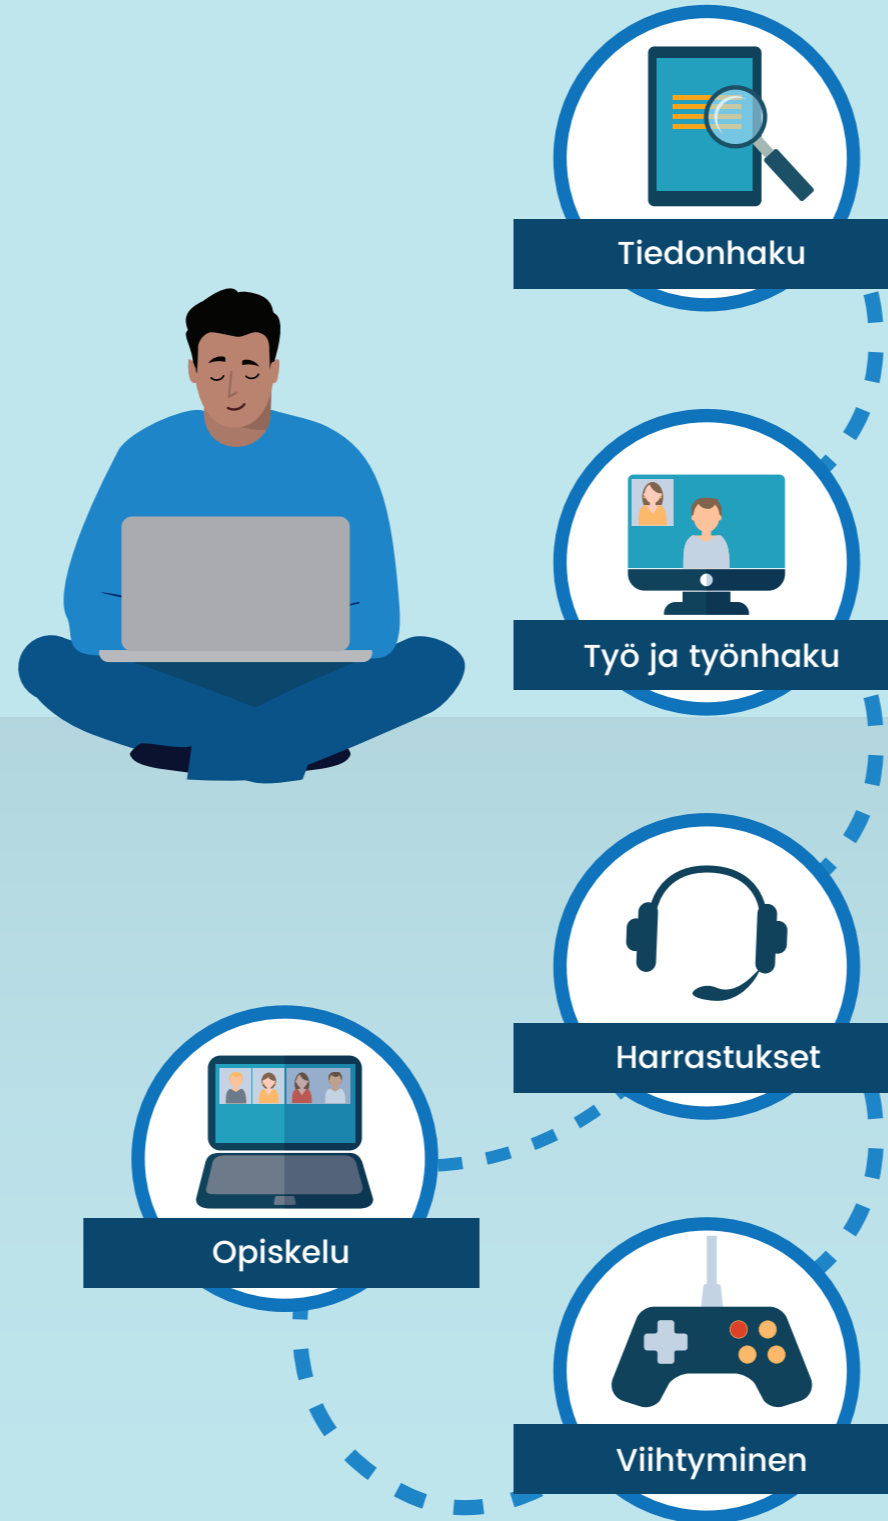 Tiedonhaku
Työ ja työnhaku
Harrastukset
Opiskelu
Viihtyminen